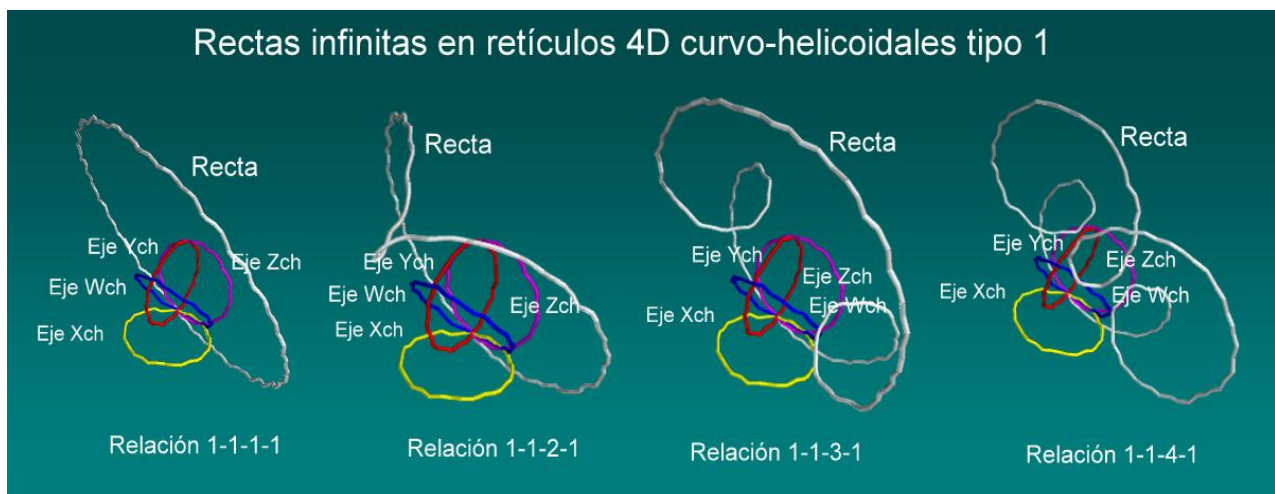 Rectas infinitas en retículos 4D curvo-helicoidales tipo 1
Recta
Eje Ych
Eje Zch
Eje Wch
Eje Xch
Relación 1-1-1-1
Recta
Eje Ych
Eje Wch
Eje Zch
Eje Xch
Relación 1-1-2-1
Recta
Eje Ych
Eje Zch
Eje Wch
Eje Xch
Relación 1-1-3-1
Recta
Eje Ych
Eje Zch
Eje Xch
Eje Wch
Relación 1-1-4-1